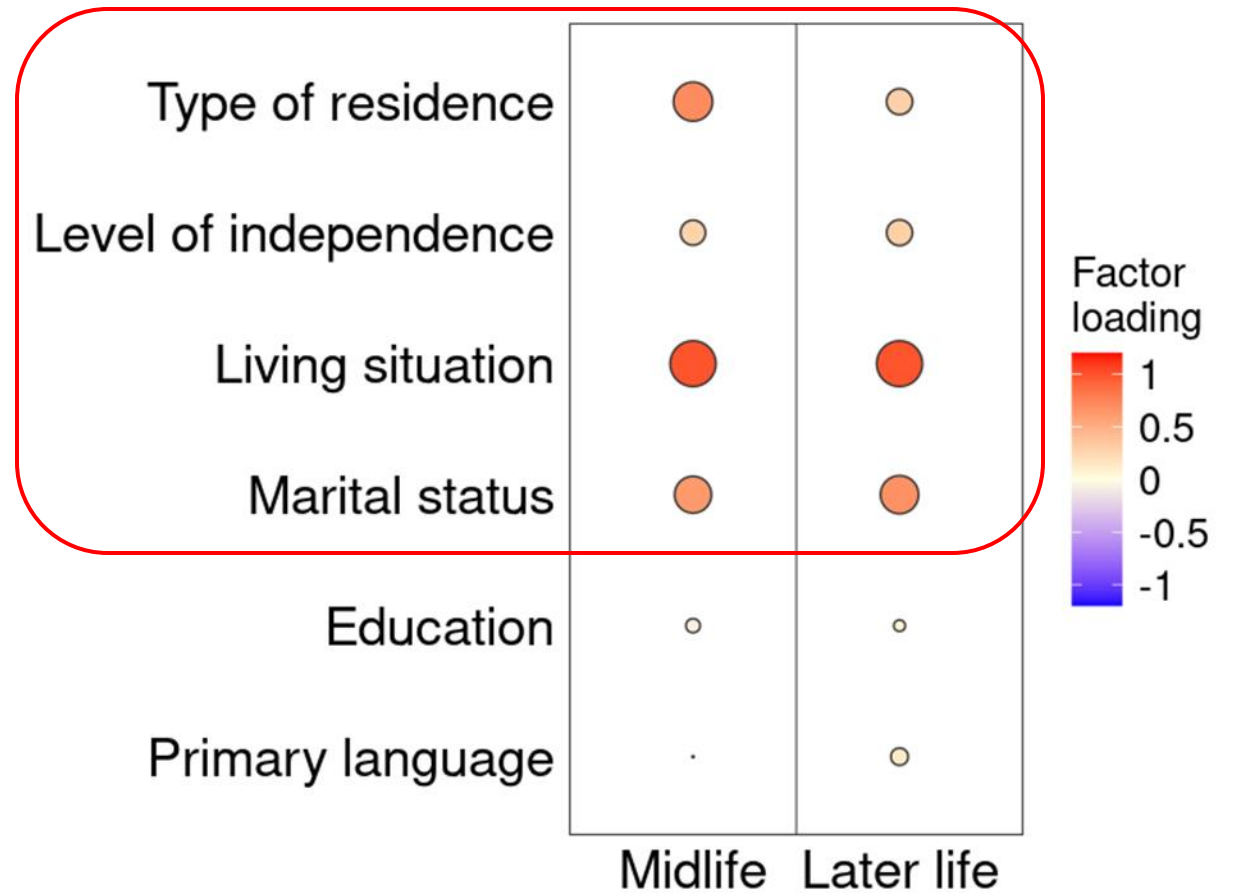 Type of residence
Level of independence
Living situation
Marital status
Education
Primary language
Midlife
Later life
Factor
loading
1
0.5
0
-0.5
-1